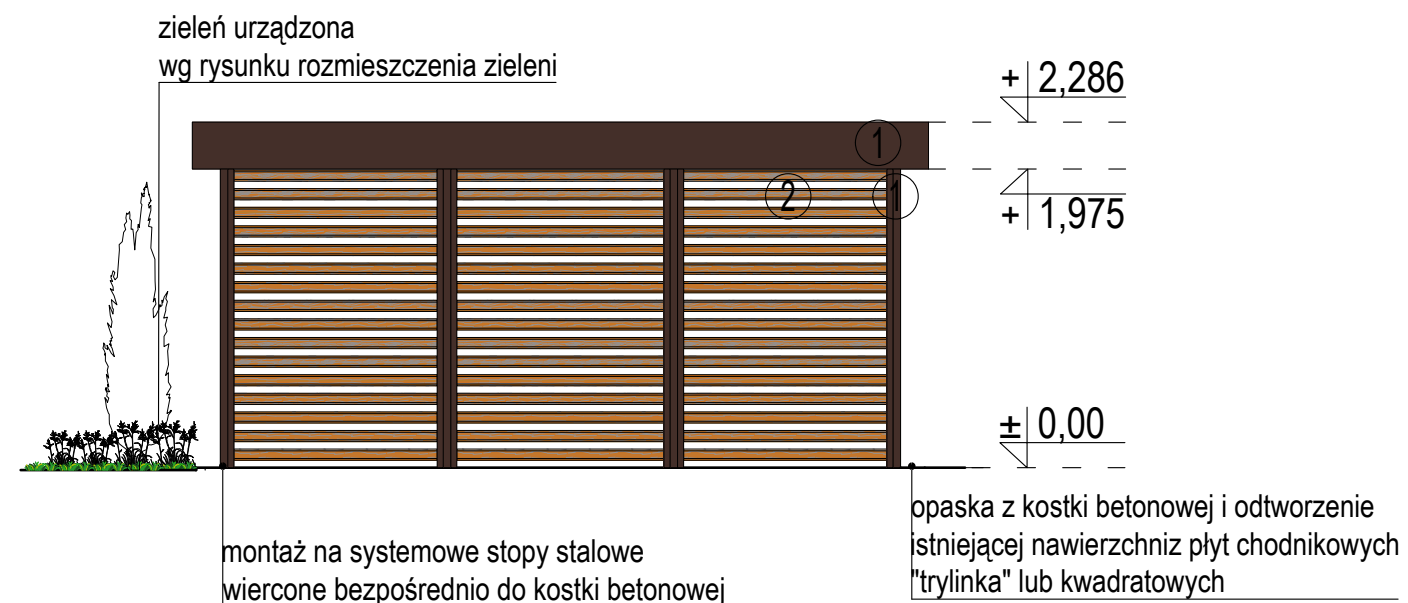 zieleń urządzona
wg rysunku rozmieszczenia zieleni
+ 2,286
1
2
1
+ 1,975
± 0,00
opaska z kostki betonowej i odtworzenie
istniejącej nawierzchniz płyt chodnikowych
"trylinka" lub kwadratowych
montaż na systemowe stopy stalowe
wiercone bezpośrednio do kostki betonowej